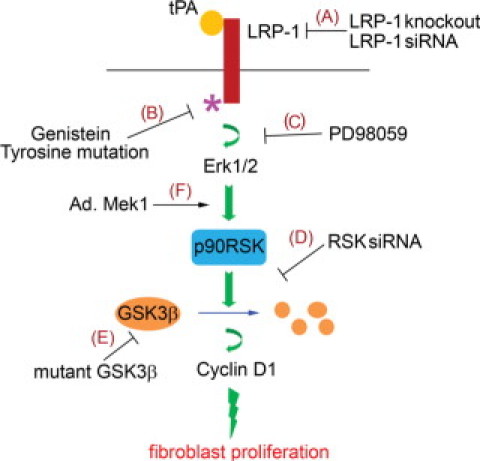 tPA
LRP-1
(A)
LRP-1 knockout
LRP-1 siRNA
(B)
Genistein
Tyrosine mutation
*
(C)
PD98059
Erk1/2
(F)
Ad. Mek1
p90RSK
(D)
RSK siRNA
GSK3β
(E)
mutant GSK3β
Cyclin D1
fibroblast proliferation